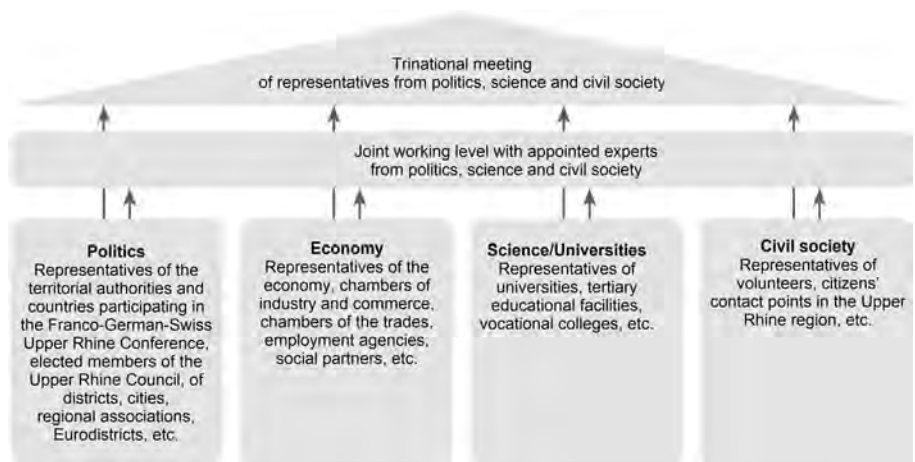 Trinational meeting
of representatives from politics, science and civil society
Joint working level with appointed experts
from politics, science and civil society
Politics
Representatives of the
territorial authorities and
countries participating in
the Franco-German-Swiss
Upper Rhine Conference,
elected members of the
Upper Rhine Council, of
districts, cities,
regional associations,
Eurodistricts, etc.
Economy
Representatives of the
economy, chambers of
industry and commerce,
chambers of the trades,
employment agencies,
social partners, etc.
Science/Universities
Representatives of
universities, tertiary
educational facilities,
vocational colleges, etc.
Civil society
Representatives of
volunteers, citizens'
contact points in the Upper
Rhine region, etc.